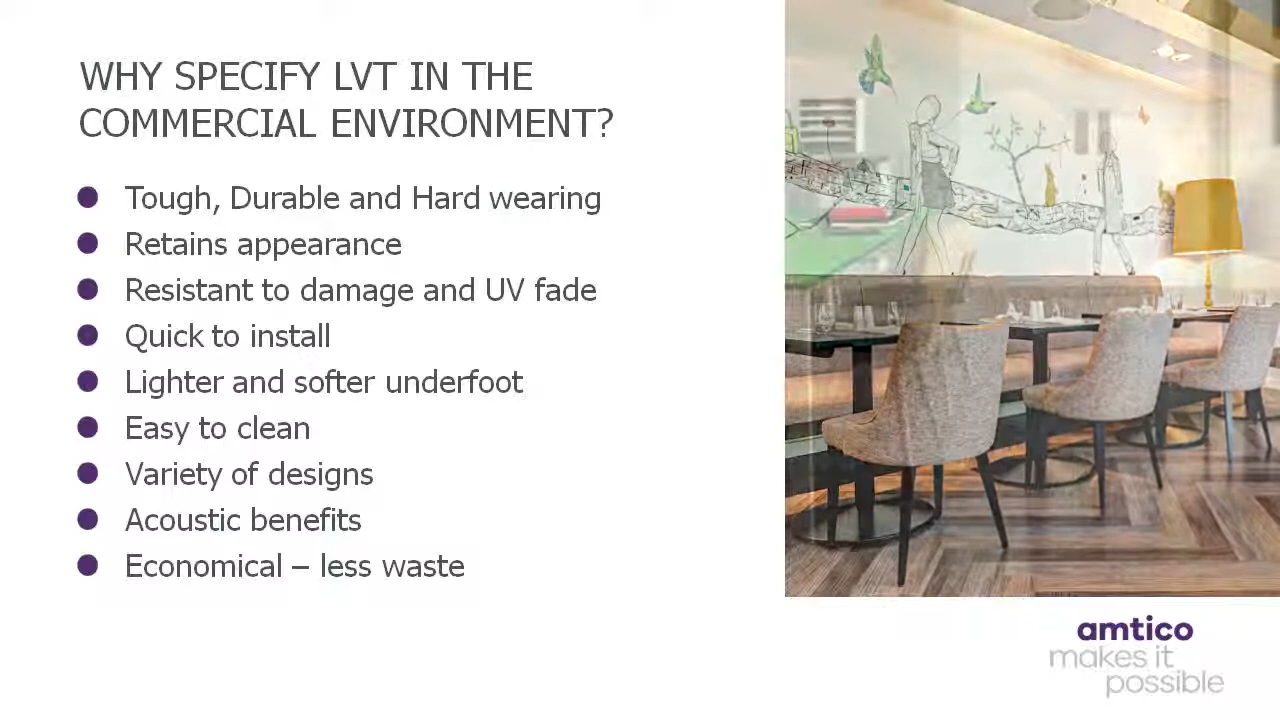 WHY SPECIFY LVT IN THE
COMMERCIAL ENVIRONMENT?
Tough, Durable and Hard wearing
Retains appearance
Resistant to damage and UV fade
Quick to install
Lighter and softer underfoot
Easy to clean
Variety of designs
Acoustic benefits
Economical – less waste
amtico
makes it
possible